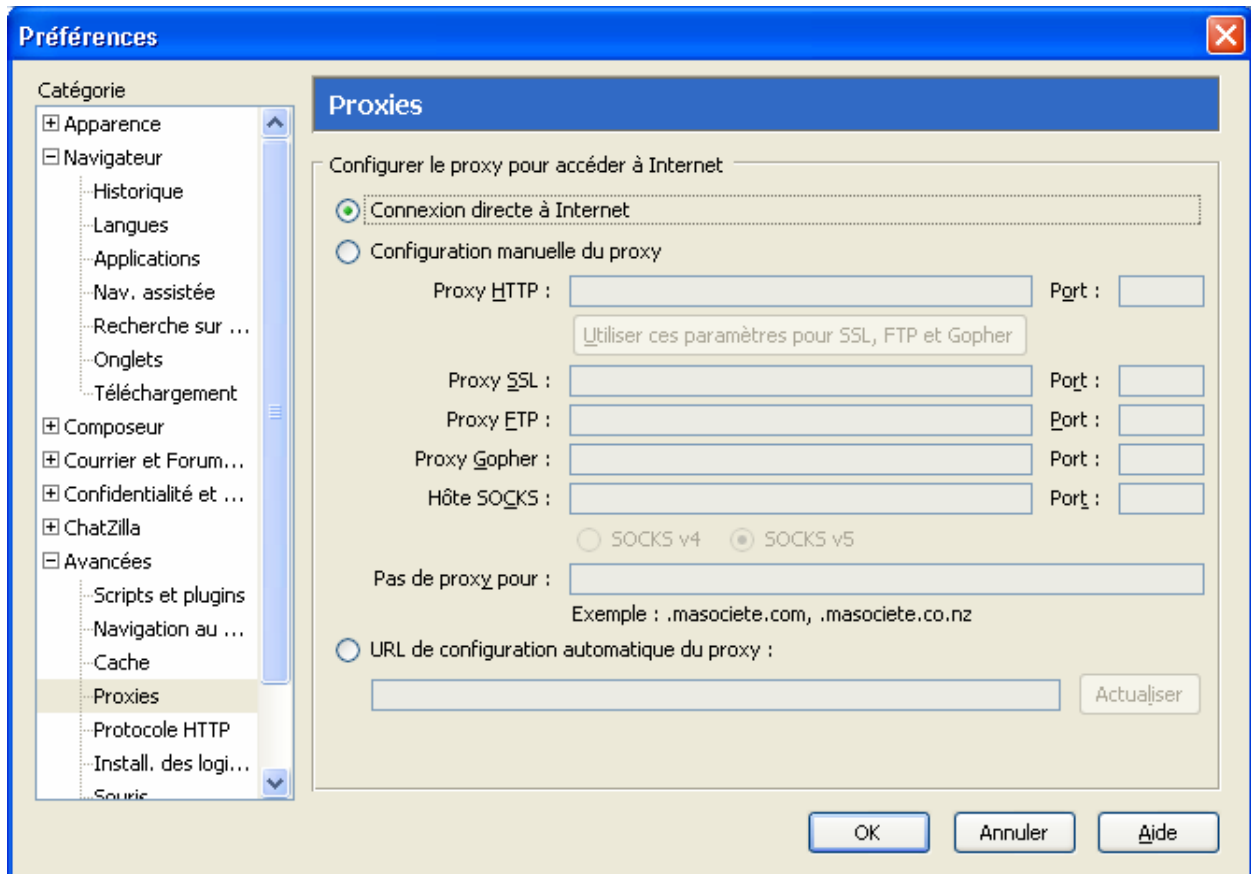 Préférences
Catégorie
Apparence
Navigateur
Historique
Langues
Applications
Nav. assistée
Recherche sur ...
Onglets
Téléchargement
Composeur
Courrier et Forum...
Confidentialité et ...
ChatZilla
Avancées
Scripts et plugins
Navigation au ...
Cache
Proxies
Protocole HTTP
Install. des logi...
Souris
Proxies
Configurer le proxy pour accéder à Internet
Connexion directe à Internet
Configuration manuelle du proxy
Proxy HTTP : Port :
Utiliser ces paramètres pour SSL, FTP et Gopher
Proxy SSL : Port :
Proxy FTP : Port :
Proxy Gopher : Port :
Hôte SOCKS : Port :
SOCKS v4 SOCKS v5
Pas de proxy pour :
Exemple : .masociete.com, .masociete.co.nz
URL de configuration automatique du proxy :
Actualiser
OK Annuler Aide